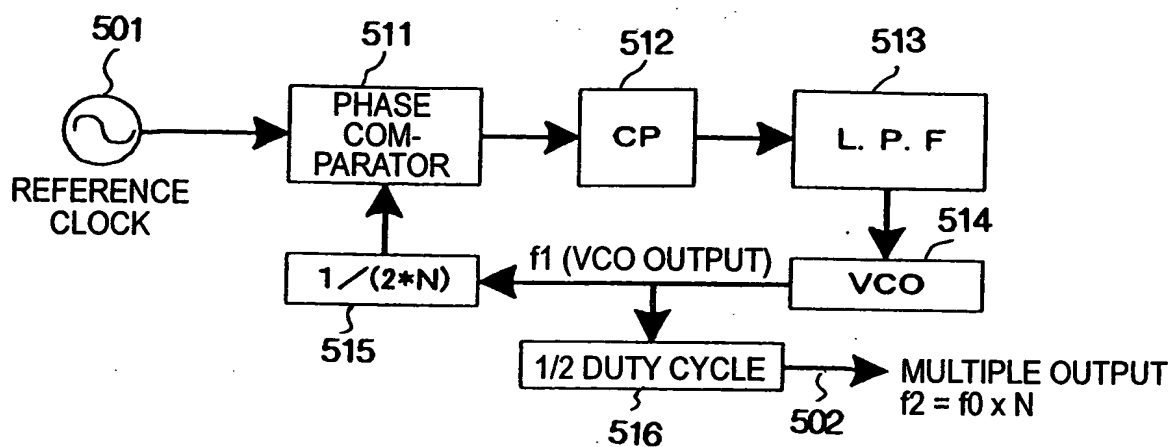 501
511
512
513
PHASE
COM-
PARATOR
CP
L. P. F
REFERENCE
CLOCK
514
1／(2*N)
f1 (VCO OUTPUT)
VCO
515
1/2 DUTY CYCLE
502
MULTIPLE OUTPUT
f2 = f0 x N
516